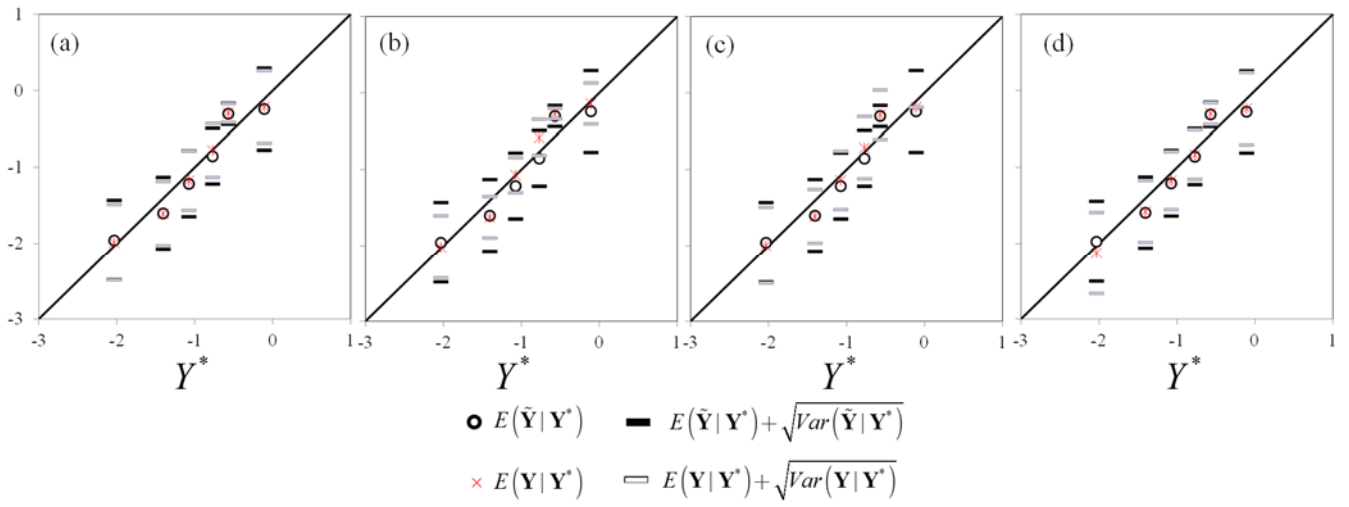 1 (a) (b) (c) (d)
0
-1
-2
-3
-3 -2 -1 0 1 -3 -2 -1 0 1 -3 -2 -1 0 1 -3 -2 -1 0 1
Y* Y* Y* Y*
E(Ỹ | Y*) E(Ỹ | Y*) + √Var(Ỹ | Y*)
E(Y | Y*) E(Y | Y*) + √Var(Y | Y*)